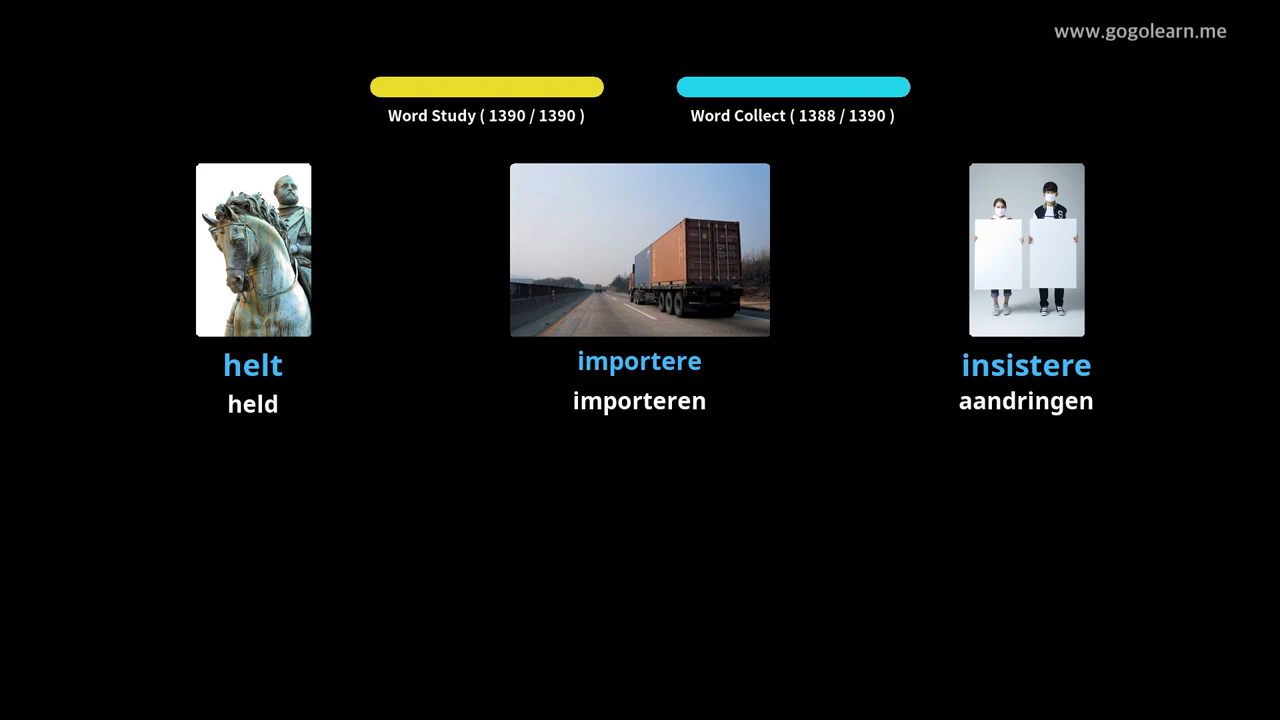 www.gogolearn.me
Word Study ( 1390 / 1390 )
Word Collect ( 1388 / 1390 )
helt
held
importere
importeren
insistere
aandringen